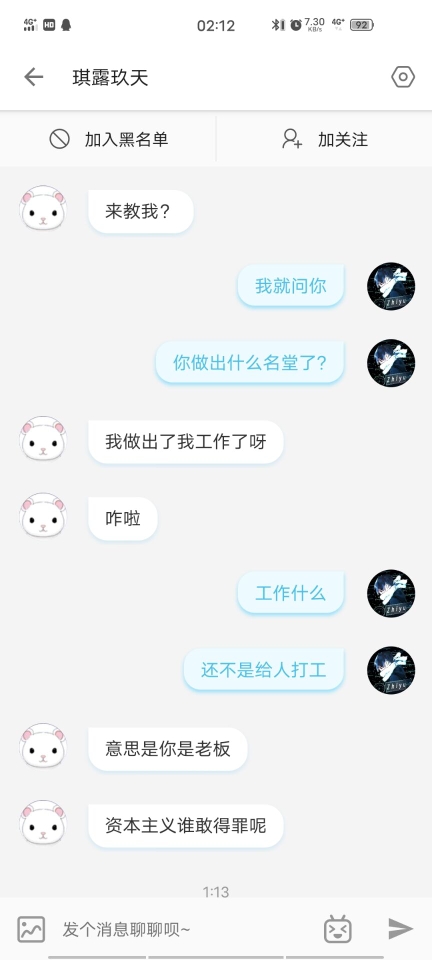 4G+ HD 02:12 7.30 KB/s 4G+ 92
琪露玖天
加入黑名单 加关注
来教我？
我就问你
Zhiyu
你做出什么名堂了?
Zhiyu
我做出了我工作了呀
咋啦
工作什么
Zhiyu
还不是给人打工
Zhiyu
意思是你是老板
资本主义谁敢得罪呢
1:13
发个消息聊聊呗~